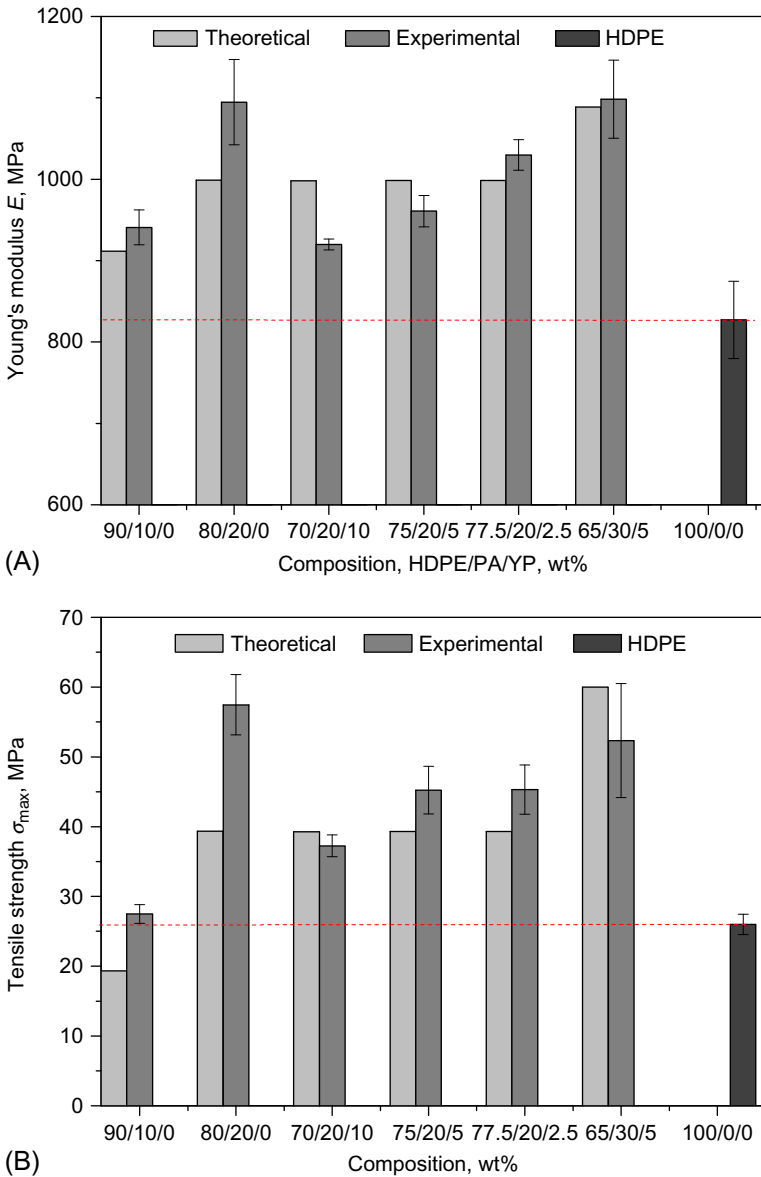 1200
Theoretical Experimental HDPE
1000
800
600
Young's modulus E, MPa
90/10/0 80/20/0 70/20/10 75/20/5 77.5/20/2.5 65/30/5 100/0/0
(A)
Composition, HDPE/PA/YP, wt%
70
Theoretical Experimental HDPE
60
50
40
30
20
10
0
Tensile strength σmax, MPa
90/10/0 80/20/0 70/20/10 75/20/5 77.5/20/2.5 65/30/5 100/0/0
(B)
Composition, wt%